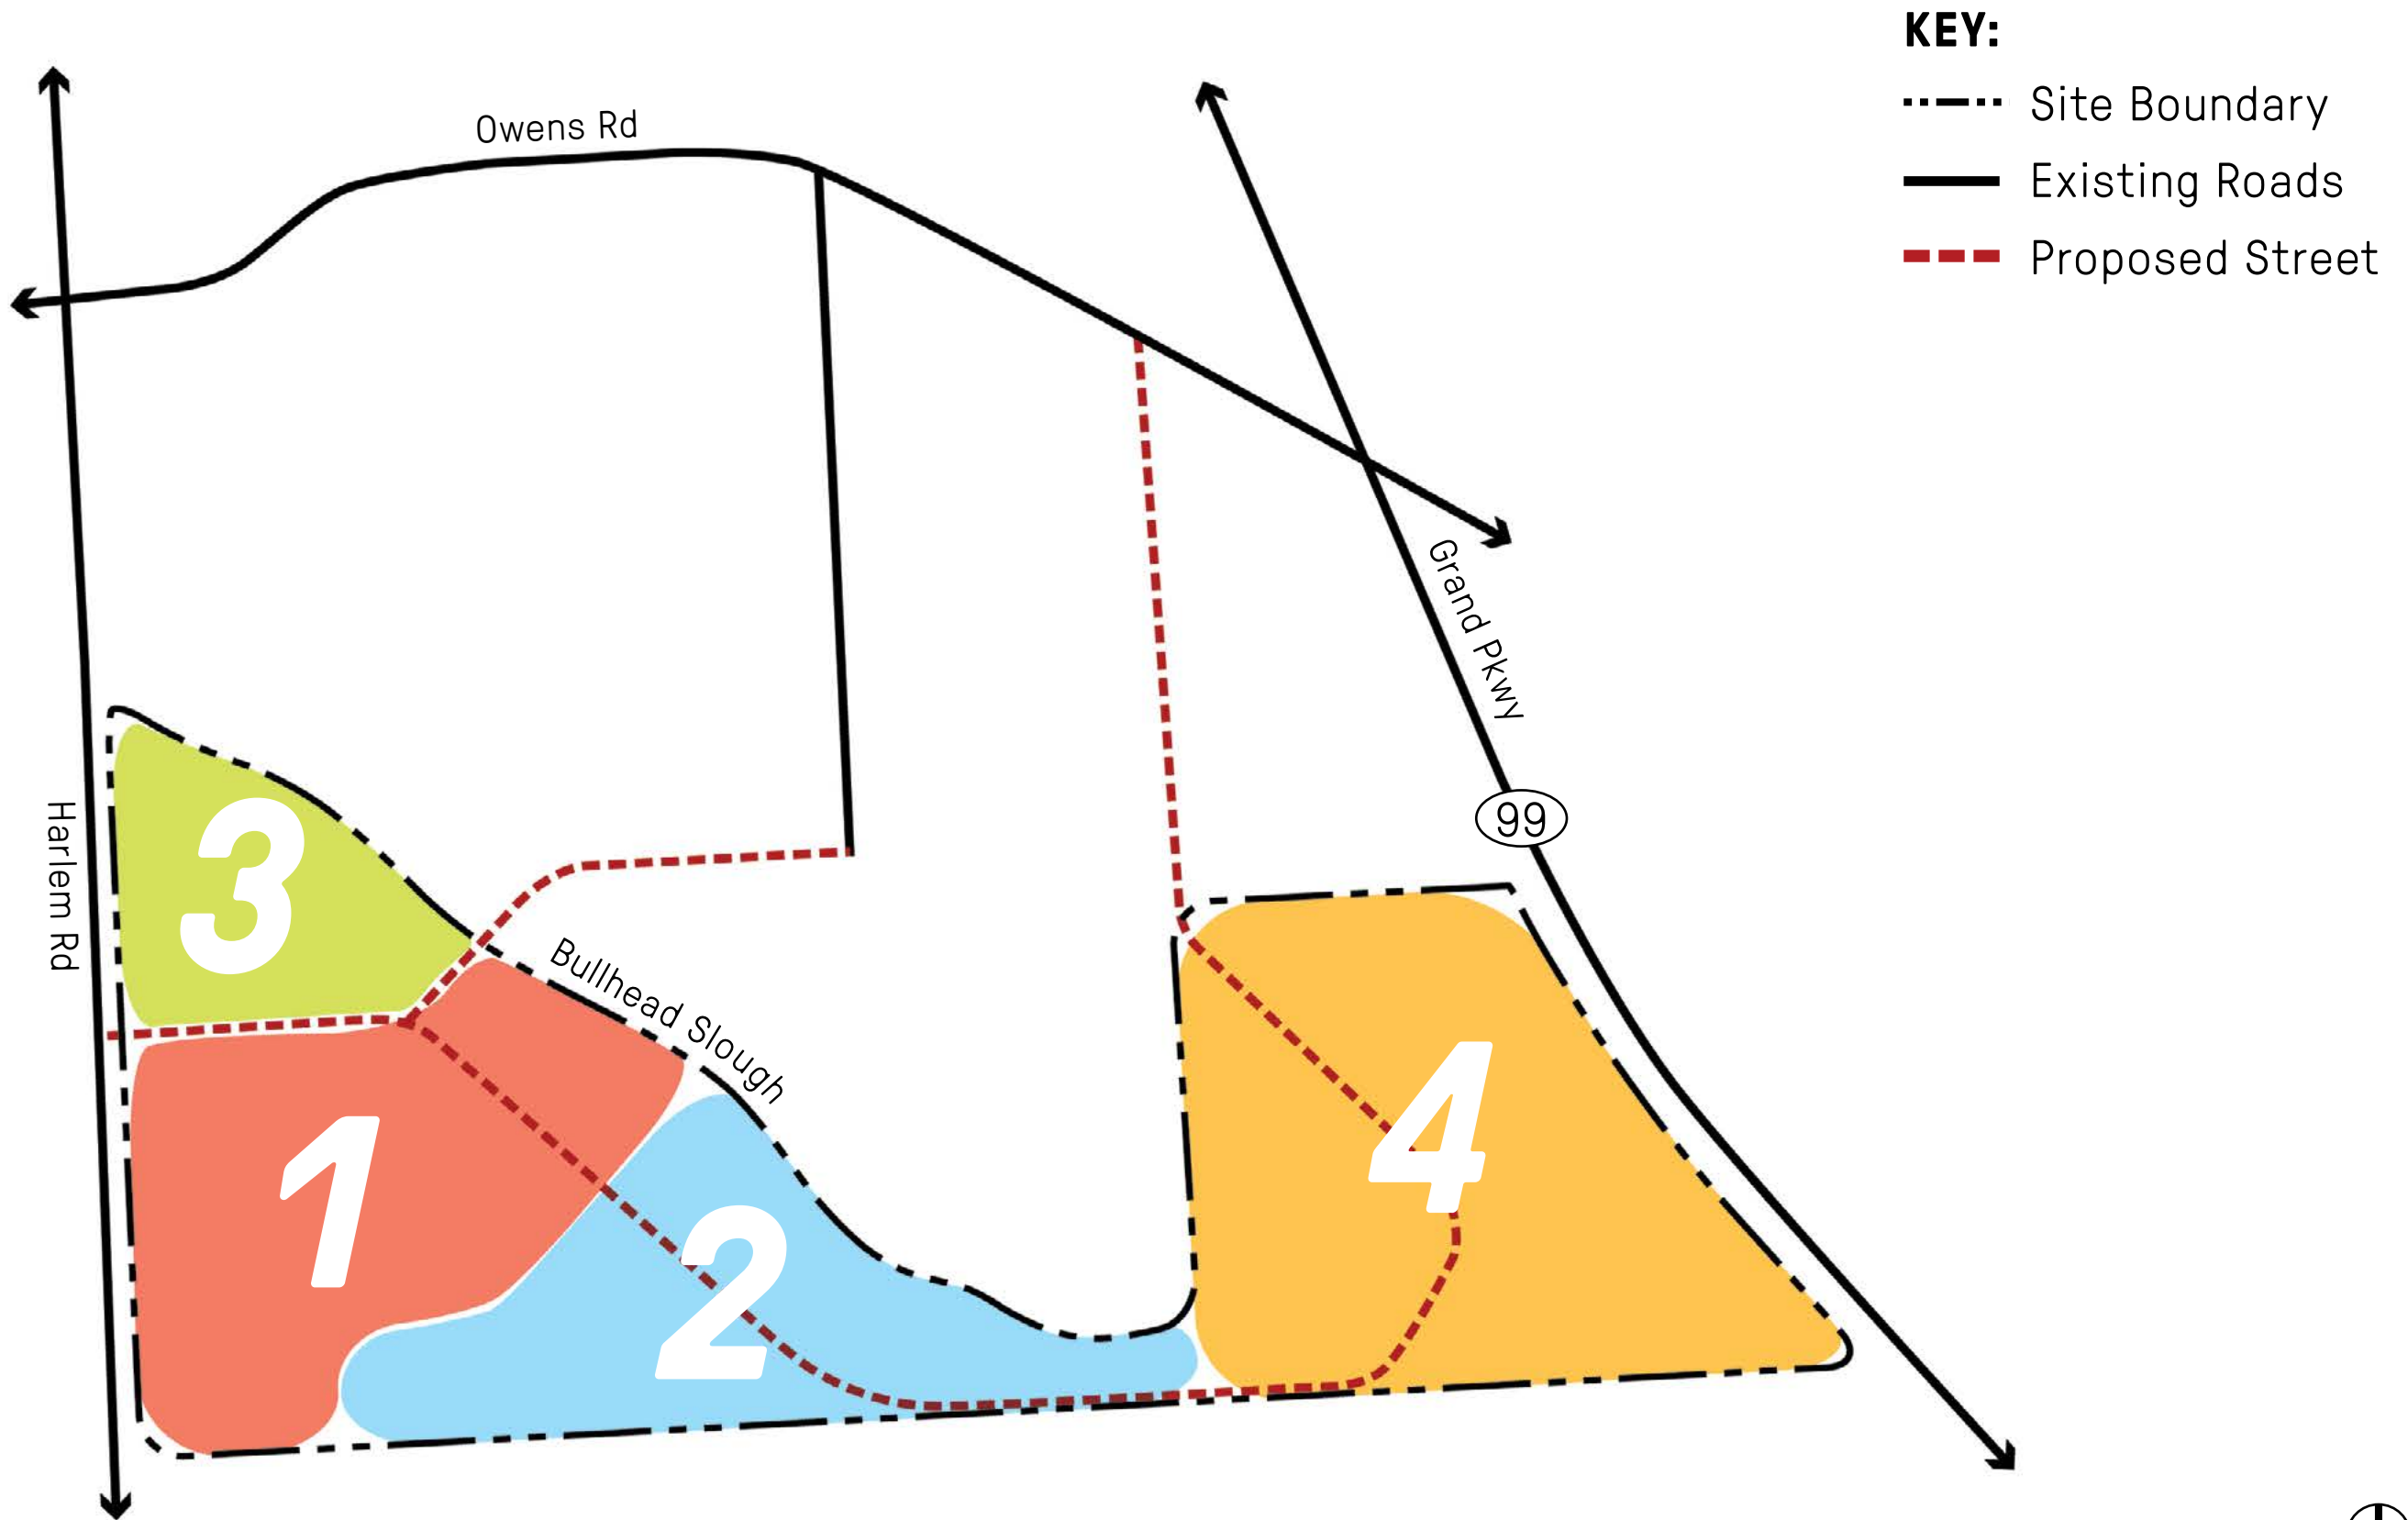 KEY:
Site Boundary
Existing Roads
Proposed Street
Owens Rd
Grand Pkwy
99
Harlem Rd
Bullhead Slough
3
1
2
4